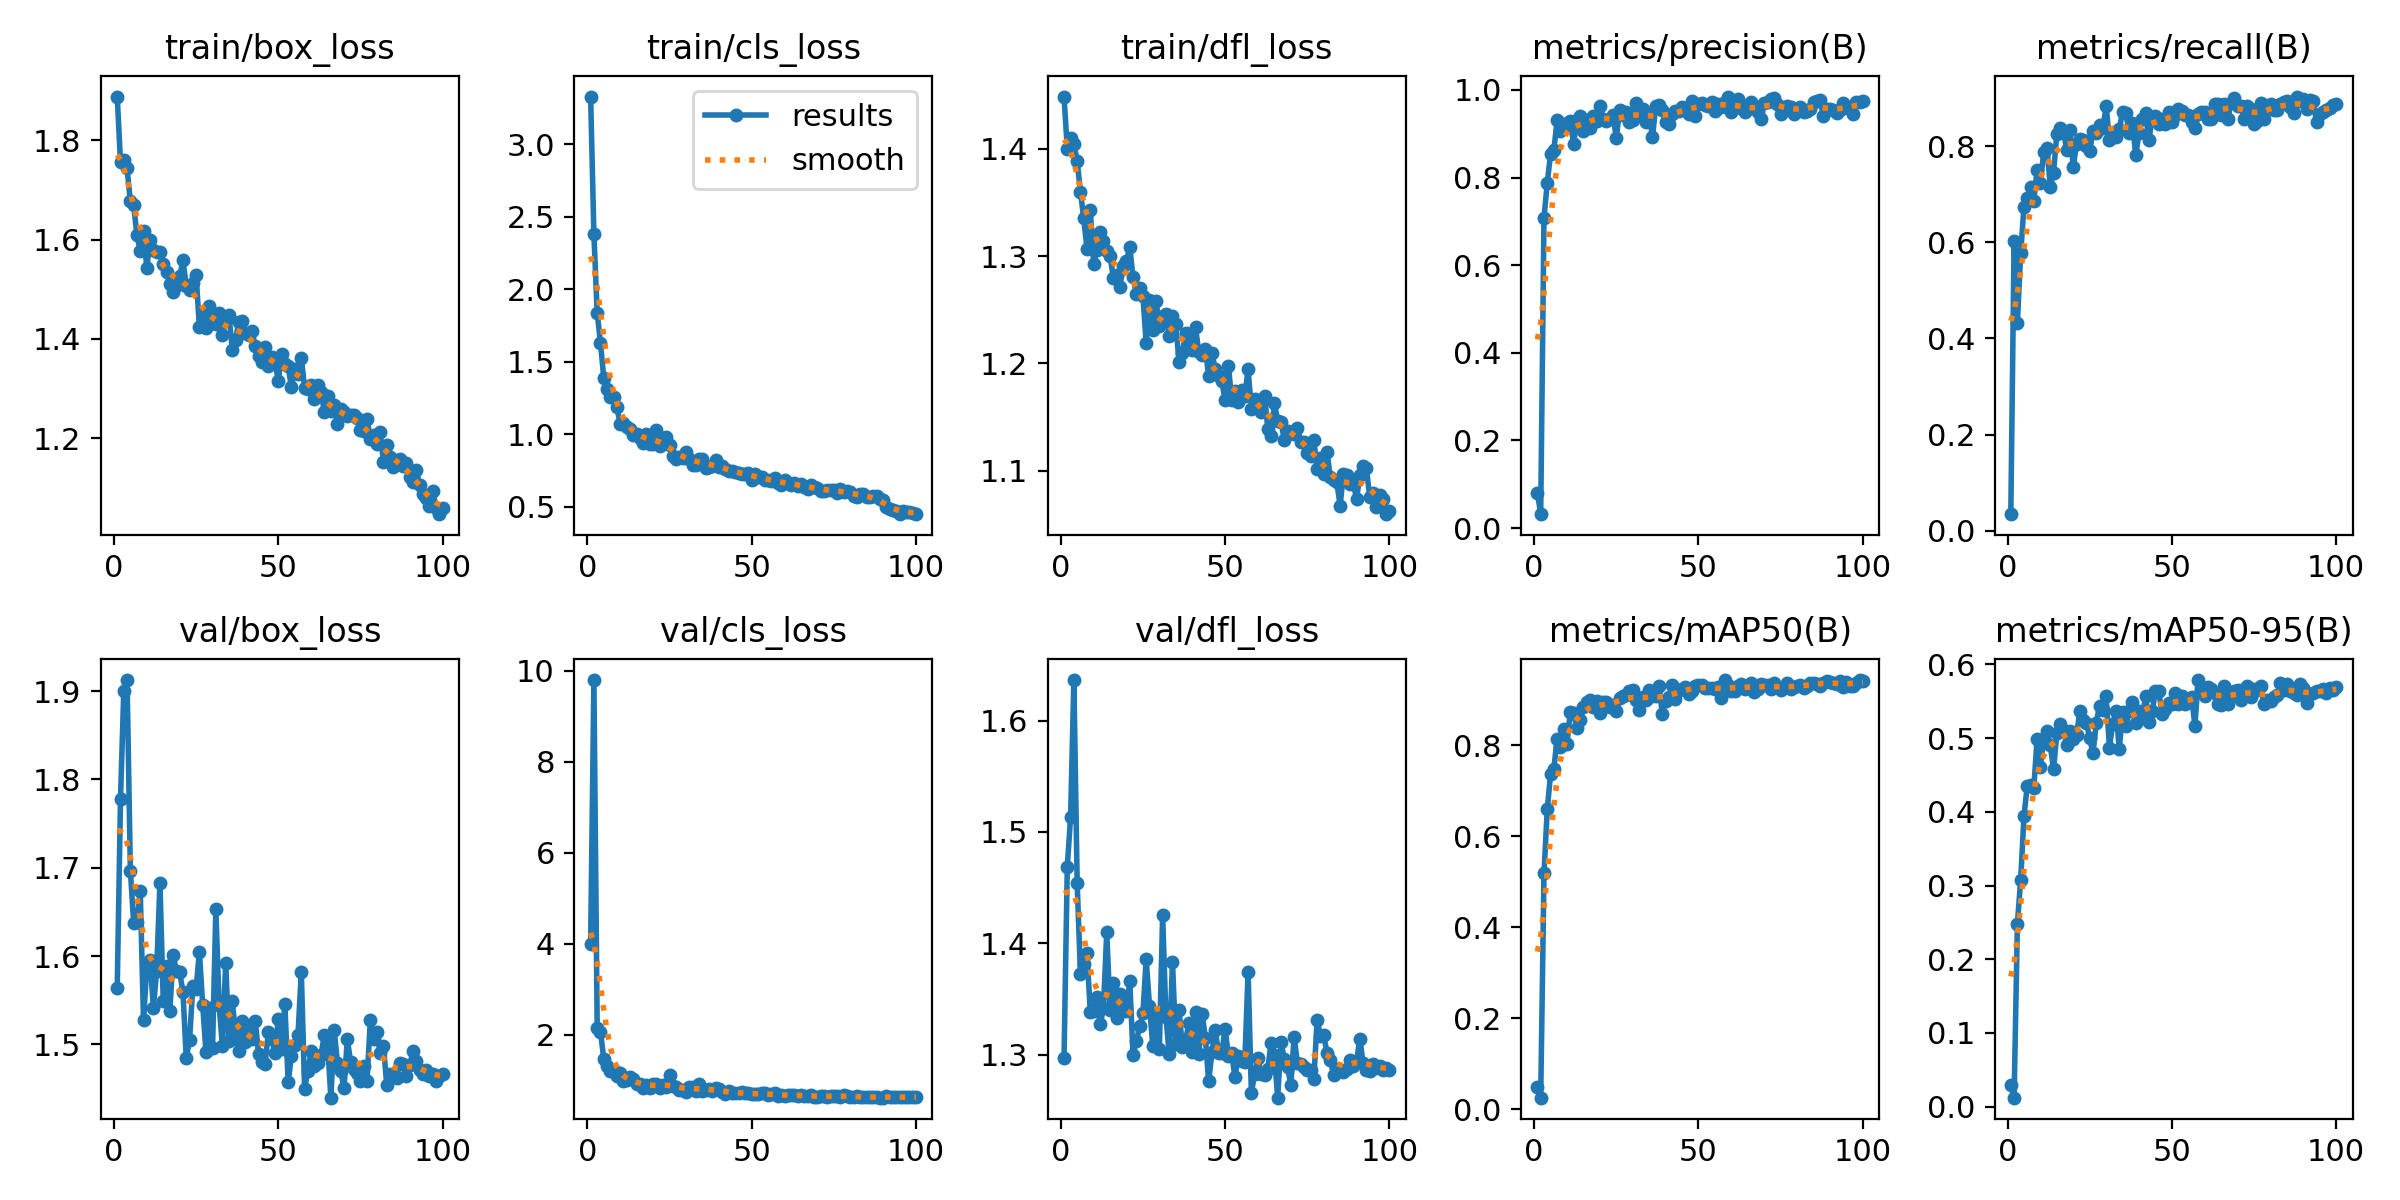 train/box_loss
train/cls_loss
train/dfl_loss
metrics/precision(B)
metrics/recall(B)
1.8
1.6
1.4
1.2
0 50 100
results
smooth
3.0
2.5
2.0
1.5
1.0
0.5
0 50 100
1.4
1.3
1.2
1.1
0 50 100
1.0
0.8
0.6
0.4
0.2
0.0
0 50 100
0.8
0.6
0.4
0.2
0.0
0 50 100
val/box_loss
val/cls_loss
val/dfl_loss
metrics/mAP50(B)
metrics/mAP50-95(B)
1.9
1.8
1.7
1.6
1.5
0 50 100
10
8
6
4
2
0 50 100
1.6
1.5
1.4
1.3
0 50 100
0.8
0.6
0.4
0.2
0.0
0 50 100
0.6
0.5
0.4
0.3
0.2
0.1
0.0
0 50 100